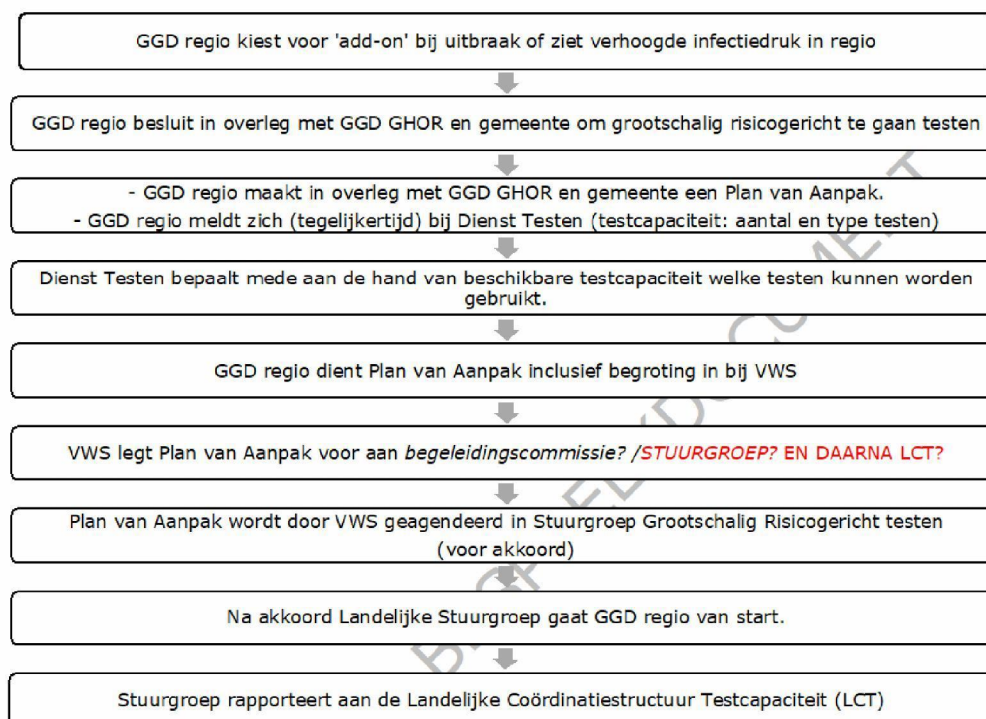 GGD regio kiest voor 'add-on' bij uitbraak of ziet verhoogde infectiedruk in regio
GGD regio besluit in overleg met GGD GHOR en gemeente om grootschalig risicogericht te gaan testen
- GGD regio maakt in overleg met GGD GHOR en gemeente een Plan van Aanpak.
- GGD regio meldt zich (tegelijkertijd) bij Dienst Testen (testcapaciteit: aantal en type testen)
Dienst Testen bepaalt mede aan de hand van beschikbare testcapaciteit welke testen kunnen worden
gebruikt.
GGD regio dient Plan van Aanpak inclusief begroting in bij VWS
VWS legt Plan van Aanpak voor aan begeleidingscommissie? /STUURGROEP? EN DAARNA LCT?
Plan van Aanpak wordt door VWS geagendeerd in Stuurgroep Grootschalig Risicogericht testen
(voor akkoord)
Na akkoord Landelijke Stuurgroep gaat GGD regio van start.
Stuurgroep rapporteert aan de Landelijke Coördinatiestructuur Testcapaciteit (LCT)